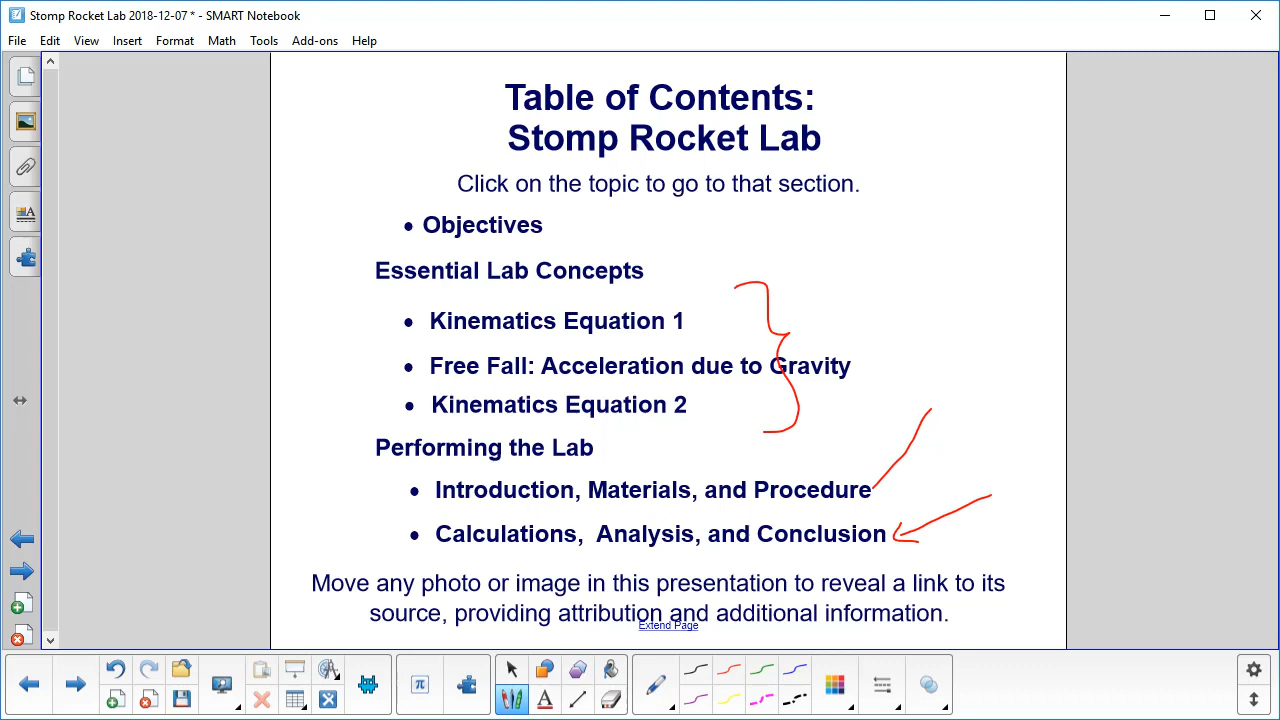 Stomp Rocket Lab 2018-12-07 * - SMART Notebook
File Edit View Insert Format Math Tools Add-ons Help
Table of Contents:
Stomp Rocket Lab
Click on the topic to go to that section.
• Objectives
Essential Lab Concepts
• Kinematics Equation 1
• Free Fall: Acceleration due to Gravity
• Kinematics Equation 2
Performing the Lab
• Introduction, Materials, and Procedure
• Calculations,  Analysis, and Conclusion
Move any photo or image in this presentation to reveal a link to its
source, providing attribution and additional information.
Extend Page
π
A